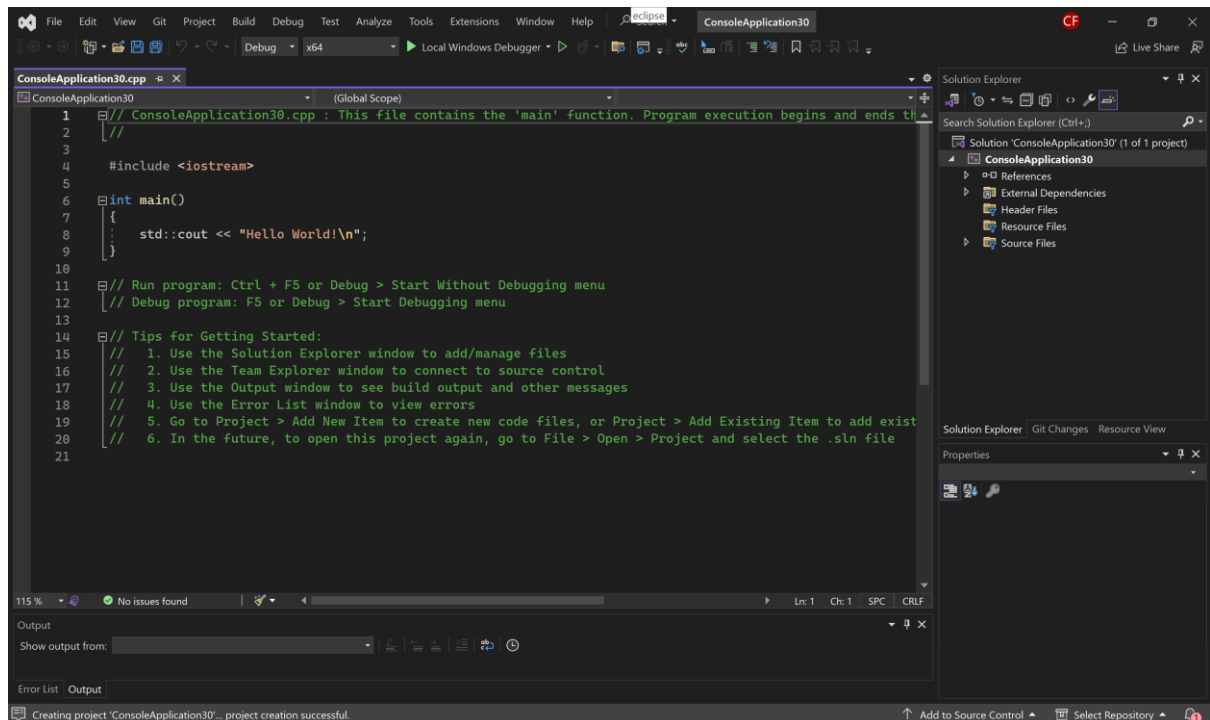 File Edit View Git Project Build Debug Test Analyze Tools Extensions Window Help eclipse ConsoleApplication30 CF
Debug x64 Local Windows Debugger Live Share
ConsoleApplication30.cpp
ConsoleApplication30 (Global Scope)
1 // ConsoleApplication30.cpp : This file contains the 'main' function. Program execution begins and ends th
2 //
3
4 #include <iostream>
5
6 int main()
7 {
8 std::cout << "Hello World!\n";
9 }
10
11 // Run program: Ctrl + F5 or Debug > Start Without Debugging menu
12 // Debug program: F5 or Debug > Start Debugging menu
13
14 // Tips for Getting Started:
15 // 1. Use the Solution Explorer window to add/manage files
16 // 2. Use the Team Explorer window to connect to source control
17 // 3. Use the Output window to see build output and other messages
18 // 4. Use the Error List window to view errors
19 // 5. Go to Project > Add New Item to create new code files, or Project > Add Existing Item to add exist
20 // 6. In the future, to open this project again, go to File > Open > Project and select the .sln file
21
115 % No issues found Ln: 1 Ch: 1 SPC CRLF
Output
Show output from:
Error List Output
Solution Explorer
Search Solution Explorer (Ctrl+;)
Solution 'ConsoleApplication30' (1 of 1 project)
ConsoleApplication30
References
External Dependencies
Header Files
Resource Files
Source Files
Solution Explorer Git Changes Resource View
Properties
Creating project 'ConsoleApplication30'... project creation successful. Add to Source Control Select Repository 1